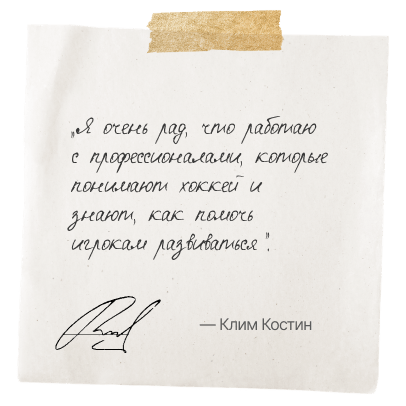 „Я очень рад, что работаю
с профессионалами, которые
понимают хоккей и
знают, как помочь
игрокам развиваться".
— Клим Костин